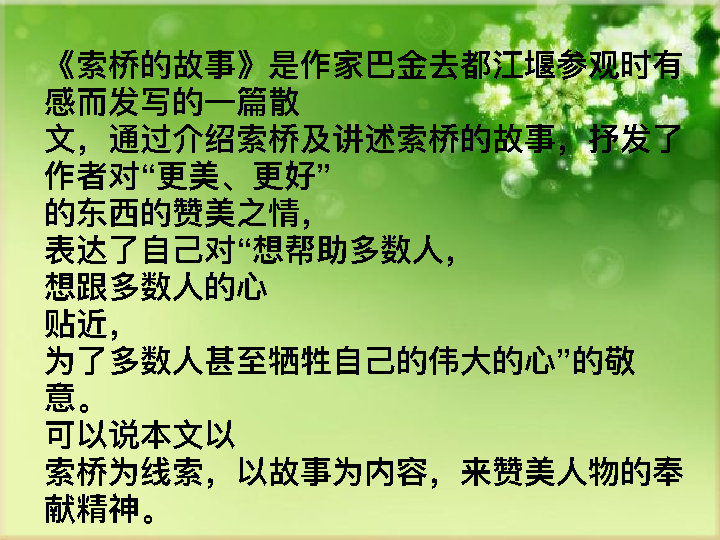 《索桥的故事》是作家巴金去都江堰参观时有
感而发写的一篇散
文，通过介绍索桥及讲述索桥的故事，抒发了
作者对“更美、更好”
的东西的赞美之情，
表达了自己对“想帮助多数人，
想跟多数人的心
贴近，
为了多数人甚至牺牲自己的伟大的心”的敬
意。
可以说本文以
索桥为线索，以故事为内容，来赞美人物的奉
献精神。